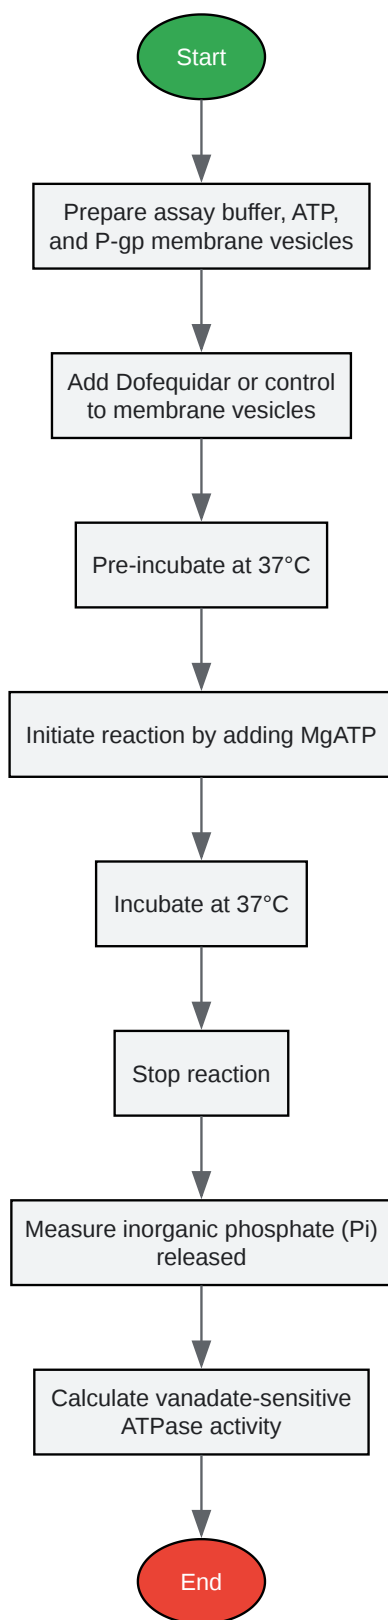 Start
Prepare assay buffer, ATP,
and P-gp membrane vesicles
Add Dofequidar or control
to membrane vesicles
Pre-incubate at 37°C
Initiate reaction by adding MgATP
Incubate at 37°C
Stop reaction
Measure inorganic phosphate (Pi)
released
Calculate vanadate-sensitive
ATPase activity
End